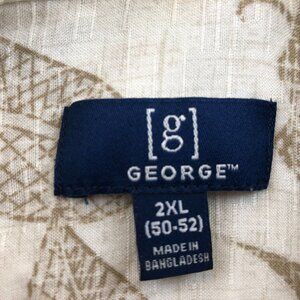 [g]
GEORGE™
2XL
(50-52)
MADE IN
BANGLADESH